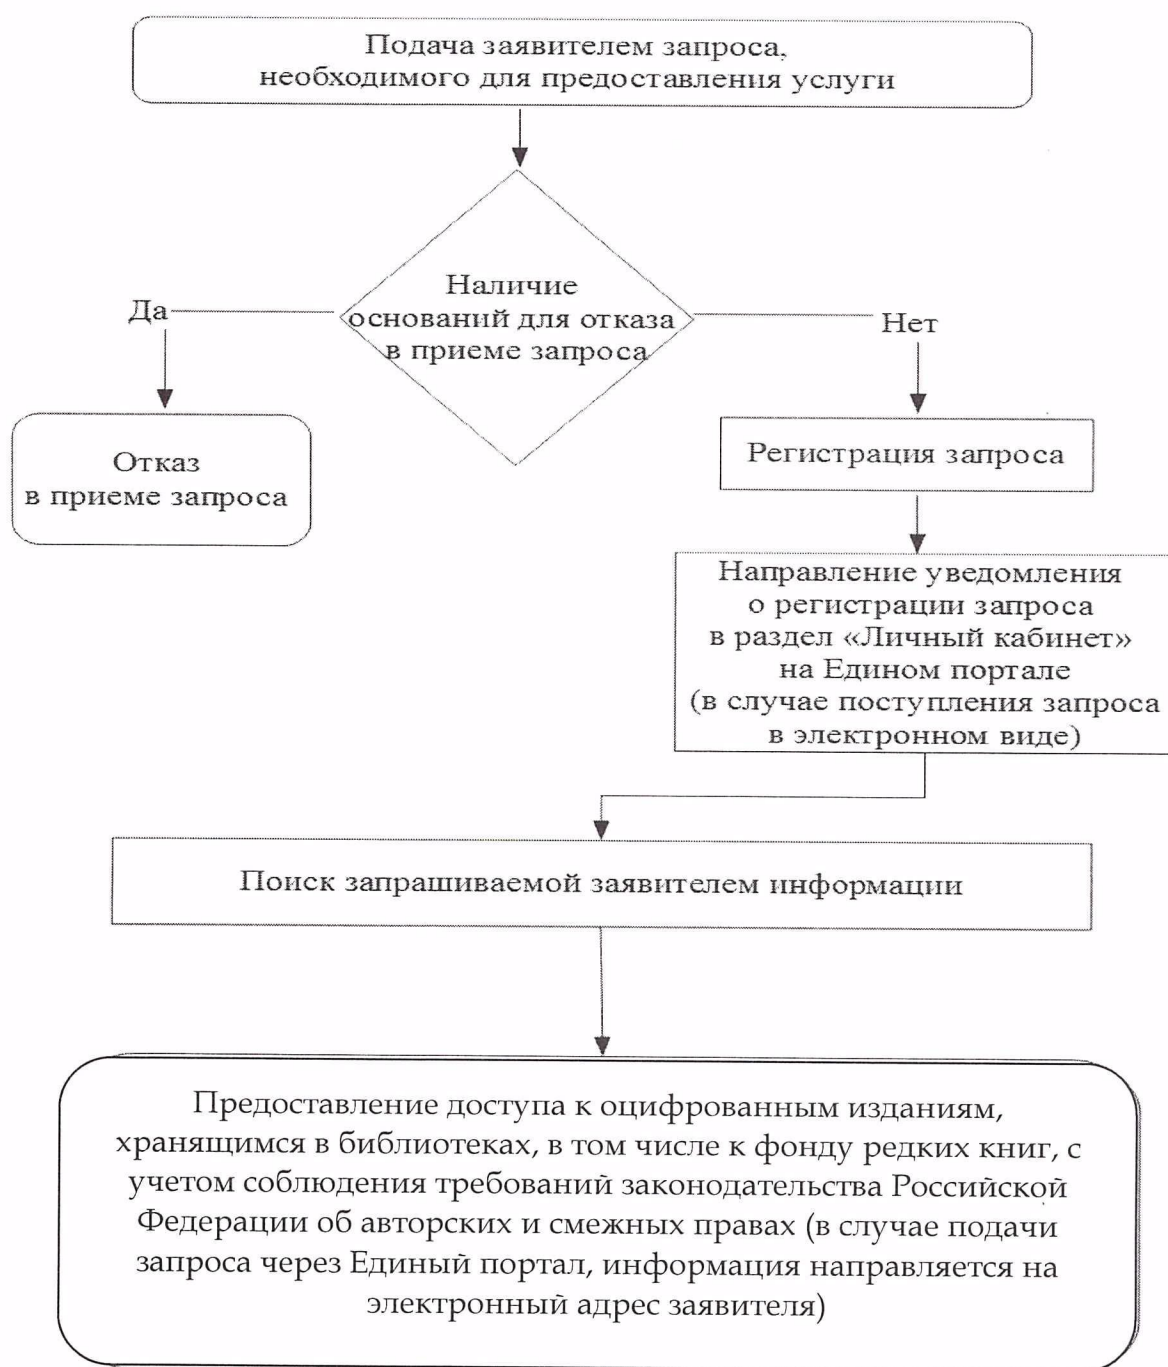 Подача заявителем запроса,
необходимого для предоставления услуги
Наличие
оснований для отказа
в приеме запроса
Да
Нет
Отказ
в приеме запроса
Регистрация запроса
Направление уведомления
о регистрации запроса
в раздел «Личный кабинет»
на Едином портале
(в случае поступления запроса
в электронном виде)
Поиск запрашиваемой заявителем информации
Предоставление доступа к оцифрованным изданиям,
хранящимся в библиотеках, в том числе к фонду редких книг, с
учетом соблюдения требований законодательства Российской
Федерации об авторских и смежных правах (в случае подачи
запроса через Единый портал, информация направляется на
электронный адрес заявителя)